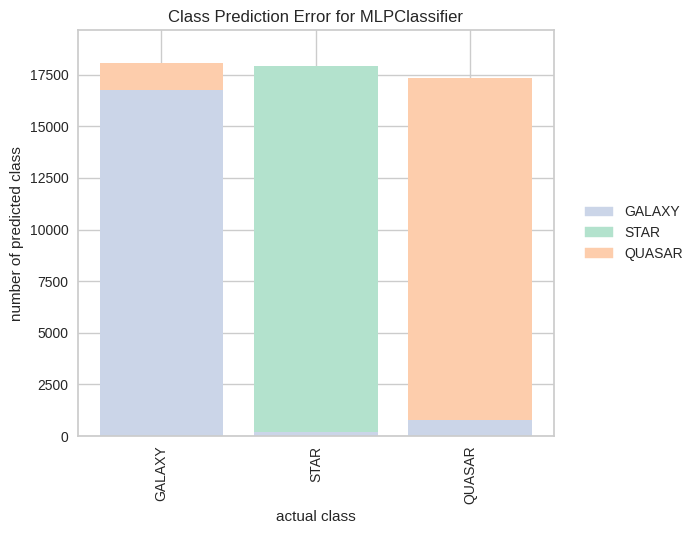 Class Prediction Error for MLPClassifier
number of predicted class
17500
15000
12500
10000
7500
5000
2500
0
GALAXY
STAR
QUASAR
actual class
GALAXY
STAR
QUASAR